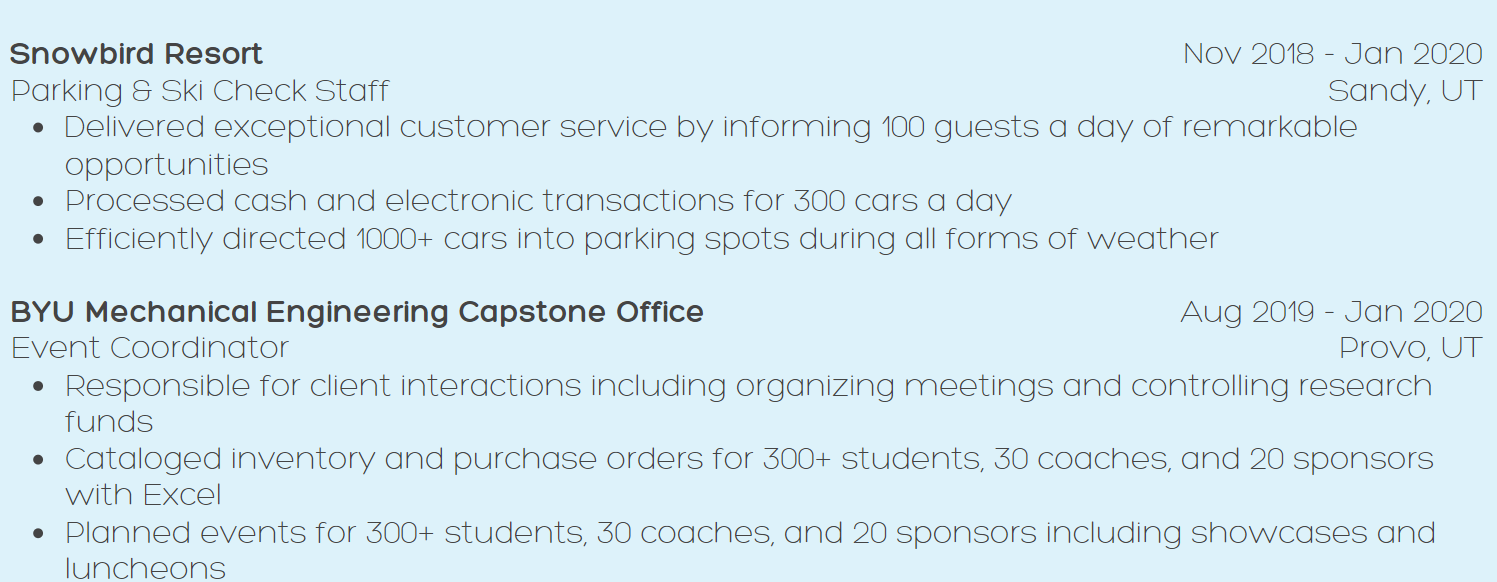 Snowbird Resort Nov 2018 - Jan 2020
Parking & Ski Check Staff Sandy, UT
• Delivered exceptional customer service by informing 100 guests a day of remarkable
opportunities
• Processed cash and electronic transactions for 300 cars a day
• Efficiently directed 1000+ cars into parking spots during all forms of weather
BYU Mechanical Engineering Capstone Office Aug 2019 - Jan 2020
Event Coordinator Provo, UT
• Responsible for client interactions including organizing meetings and controlling research
funds
• Cataloged inventory and purchase orders for 300+ students, 30 coaches, and 20 sponsors
with Excel
• Planned events for 300+ students, 30 coaches, and 20 sponsors including showcases and
luncheons